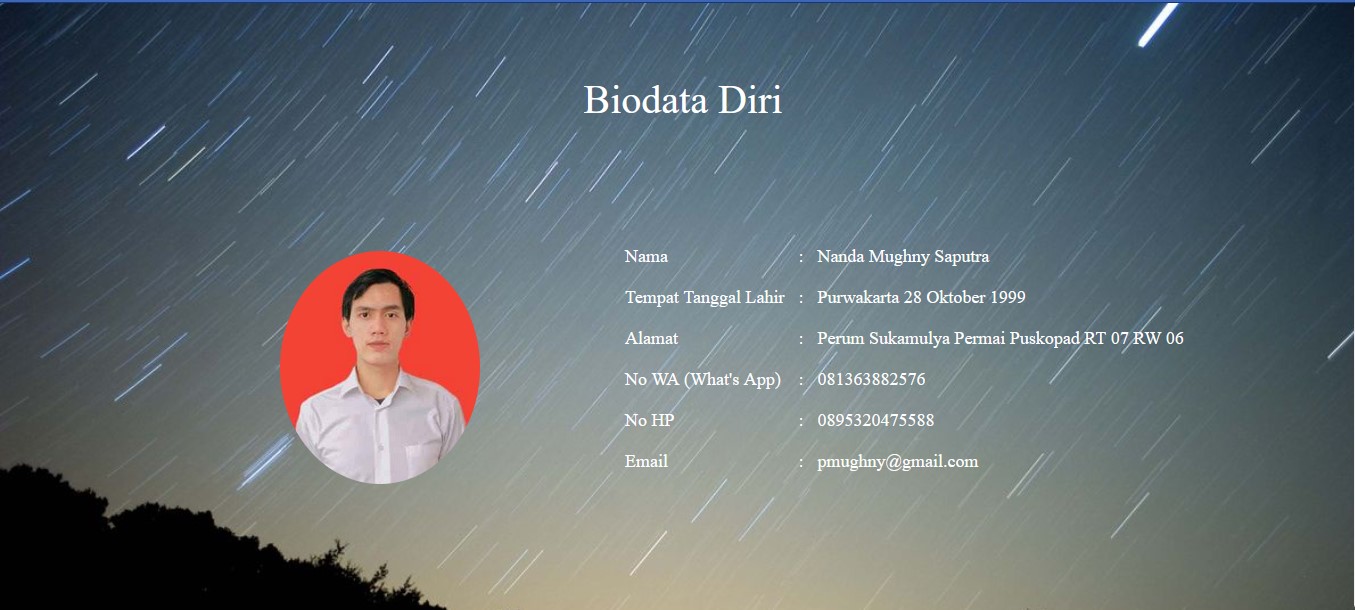 Biodata Diri
Nama : Nanda Mughny Saputra
Tempat Tanggal Lahir : Purwakarta 28 Oktober 1999
Alamat : Perum Sukamulya Permai Puskopad RT 07 RW 06
No WA (What's App) : 081363882576
No HP : 0895320475588
Email : pmughny@gmail.com